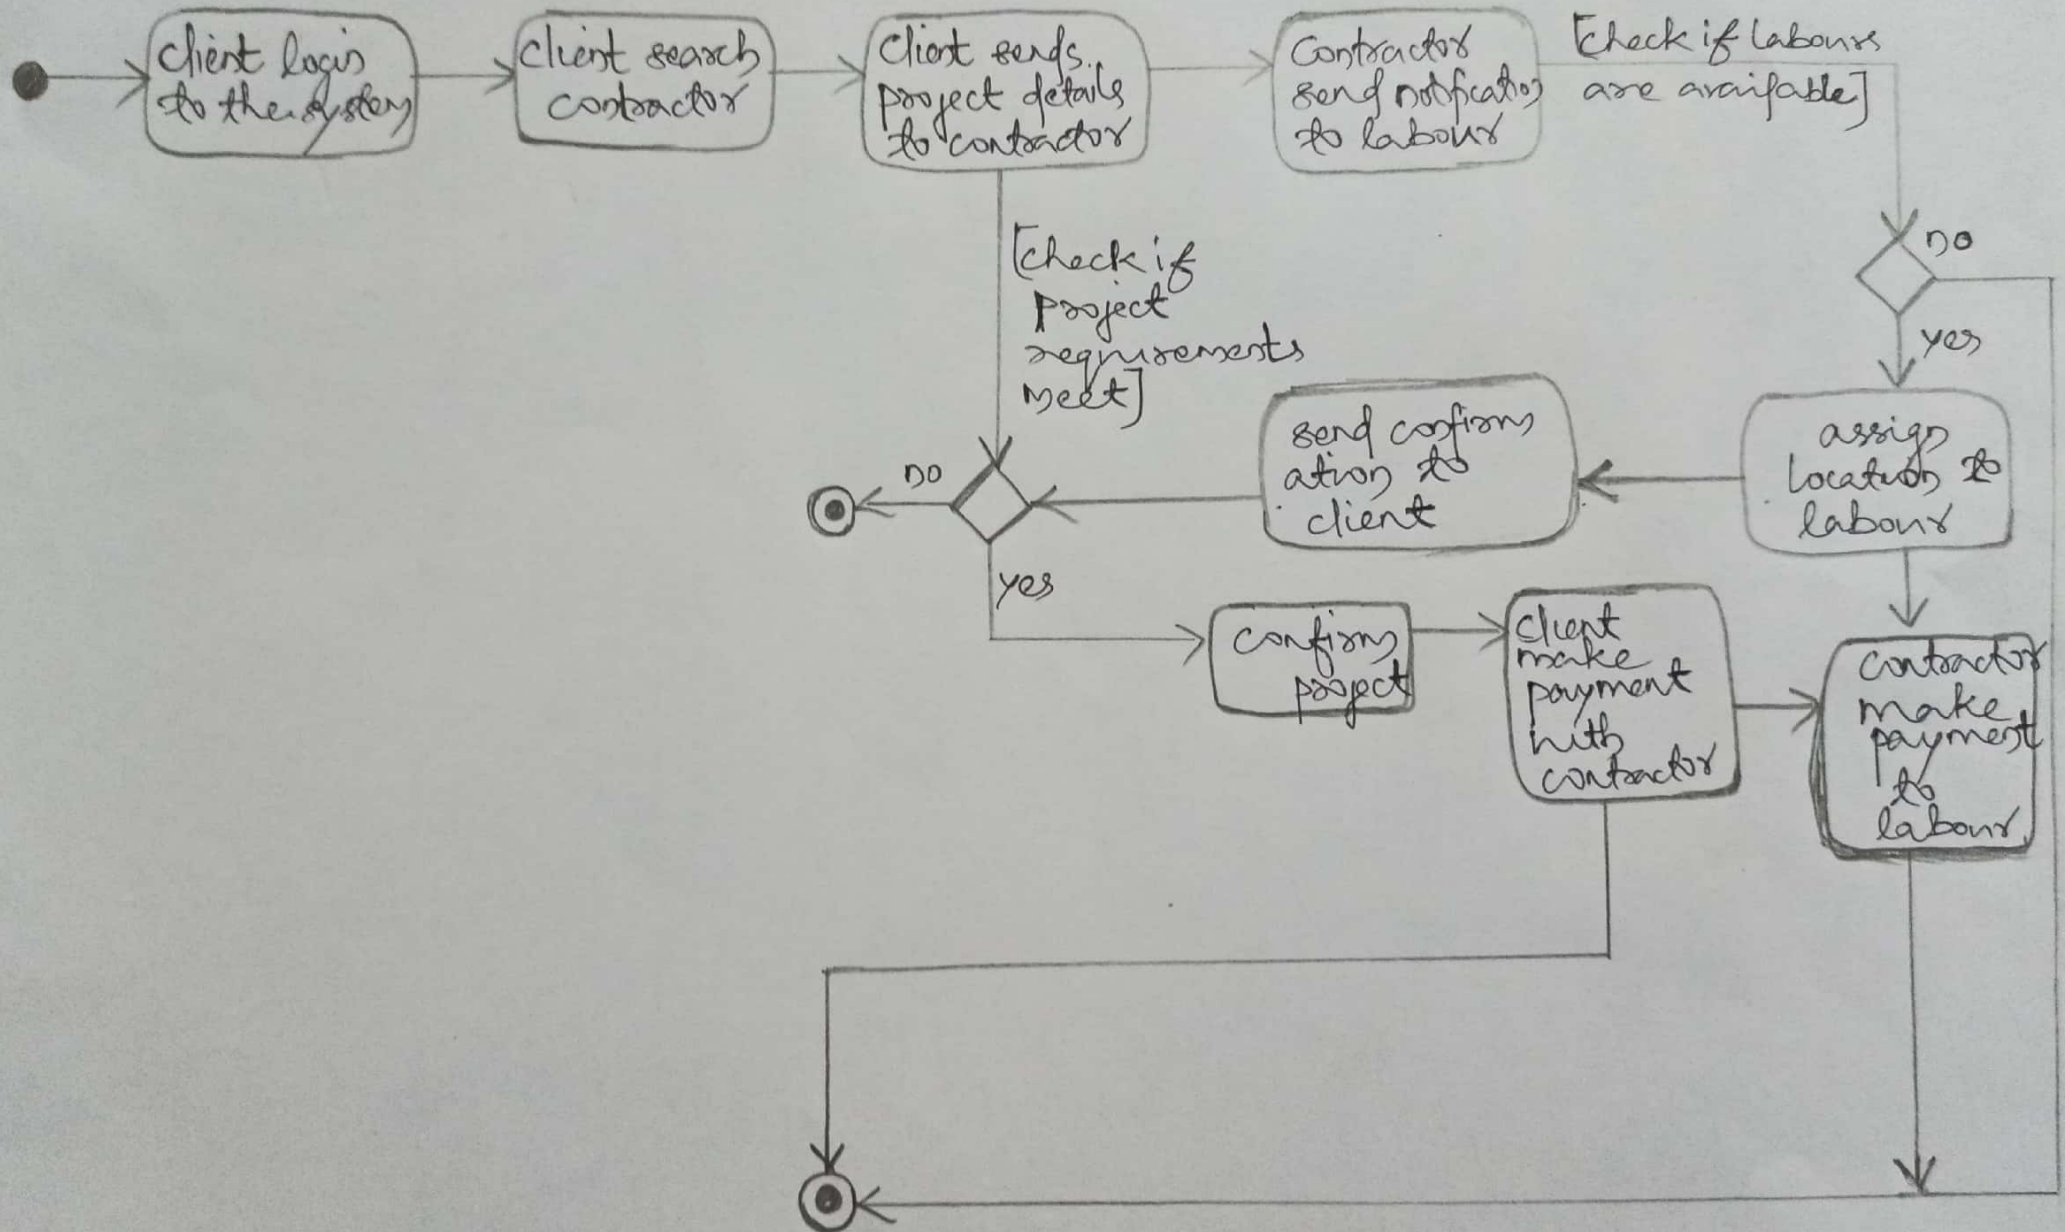 client login
to the system
client search
contractor
client sends
project details
to contractor
Contractor
send notification
to labour
[check if labours
are available]
no
yes
[check if
project
requirements
meet]
assign
location to
labour
send confirm
ation to
client
no
yes
confirm
project
client
make
payment
with
contractor
contractor
make
payment
to
labour